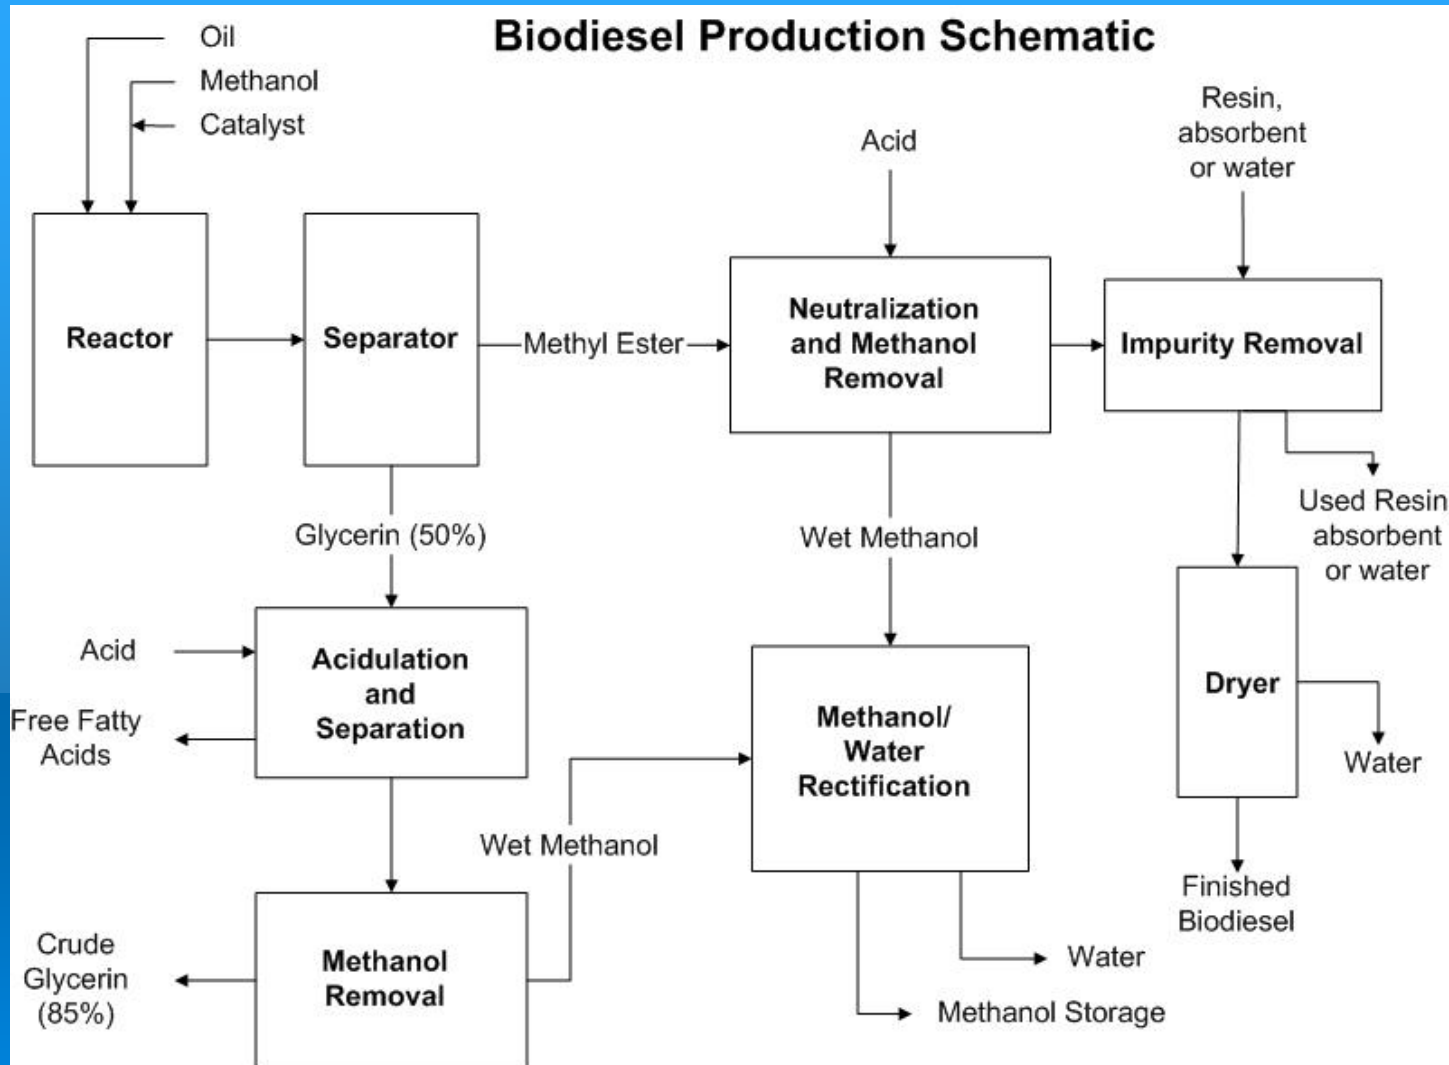 Biodiesel Production Schematic
Oil
Methanol
Catalyst
Acid
Resin,
absorbent
or water
Reactor
Separator
Methyl Ester
Neutralization
and Methanol
Removal
Impurity Removal
Glycerin (50%)
Wet Methanol
Used Resin
absorbent
or water
Acid
Free Fatty
Acids
Acidulation
and
Separation
Methanol/
Water
Rectification
Dryer
Water
Wet Methanol
Finished
Biodiesel
Crude
Glycerin
(85%)
Methanol
Removal
Water
Methanol Storage